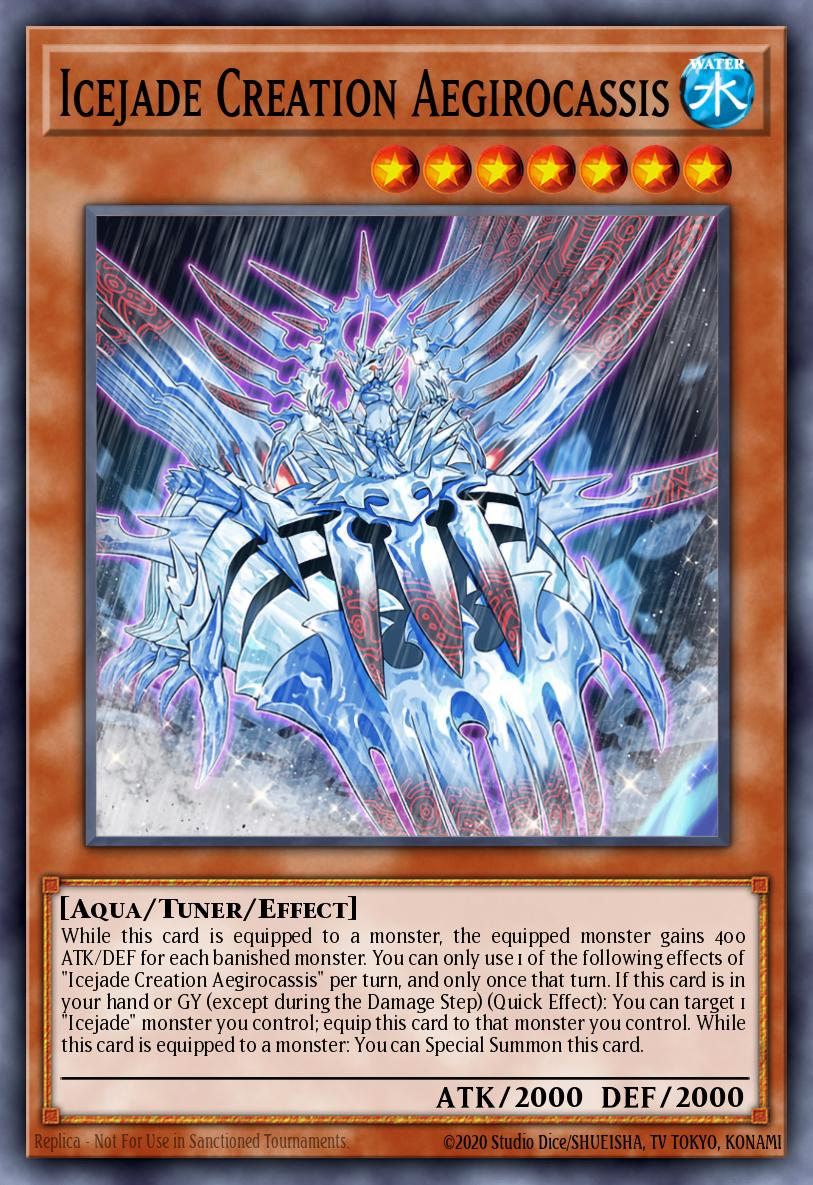 Icejade Creation Aegirocassis
WATER
水
[Aqua/Tuner/Effect]
While this card is equipped to a monster, the equipped monster gains 400
ATK/DEF for each banished monster. You can only use 1 of the following effects of
"Icejade Creation Aegirocassis" per turn, and only once that turn. If this card is in
your hand or GY (except during the Damage Step) (Quick Effect): You can target 1
"Icejade" monster you control; equip this card to that monster you control. While
this card is equipped to a monster: You can Special Summon this card.
ATK/2000 DEF/2000
Replica - Not For Use in Sanctioned Tournaments.
©2020 Studio Dice/SHUEISHA, TV TOKYO, KONAMI